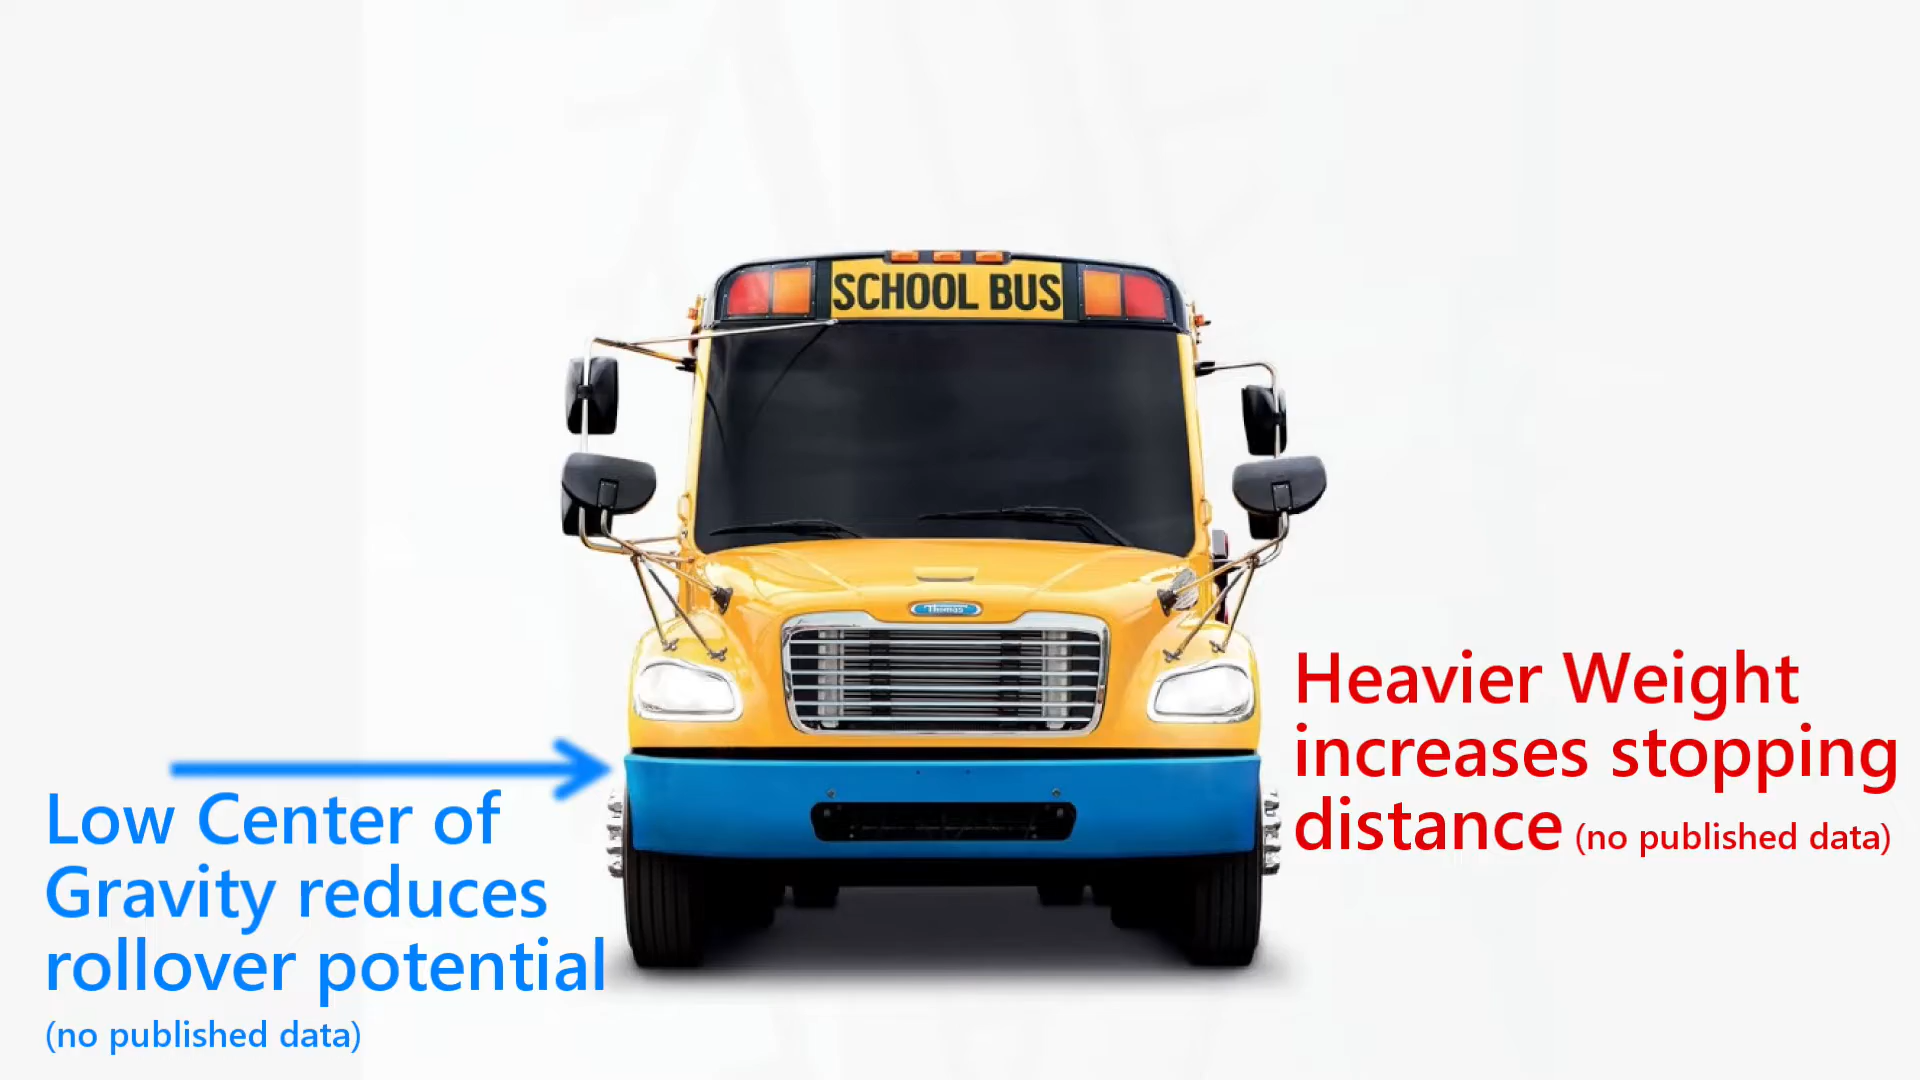 SCHOOL BUS
Thomas
Heavier Weight
increases stopping
distance (no published data)
Low Center of
Gravity reduces
rollover potential
(no published data)